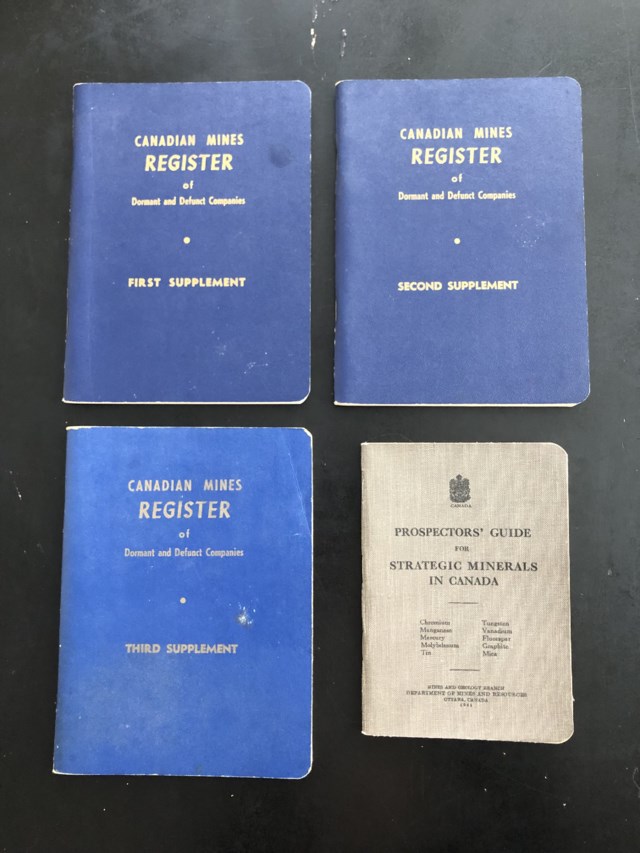 CANADIAN MINES
REGISTER
of
Dormant and Defunct Companies
FIRST SUPPLEMENT
CANADIAN MINES
REGISTER
of
Dormant and Defunct Companies
SECOND SUPPLEMENT
CANADIAN MINES
REGISTER
of
Dormant and Defunct Companies
THIRD SUPPLEMENT
CANADA
PROSPECTORS' GUIDE
FOR
STRATEGIC MINERALS
IN CANADA
Chromium Tungsten
Manganese Vanadium
Mercury Fluorspar
Molybdenum Graphite
Tin Mica
MINES AND GEOLOGY BRANCH
DEPARTMENT OF MINES AND RESOURCES
OTTAWA, CANADA